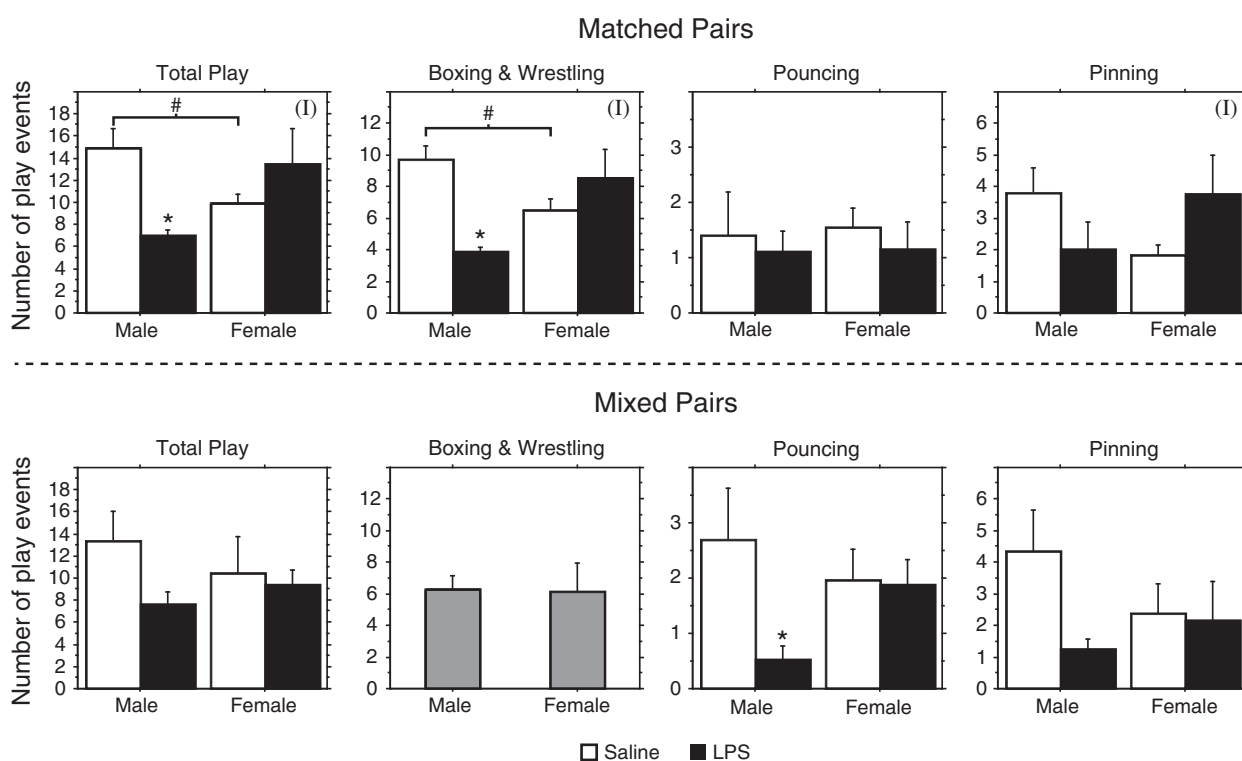 Matched Pairs
Total Play
Boxing & Wrestling
Pouncing
Pinning
Number of play events
18
16
14
12
10
8
6
4
2
0
#
(I)
*
Male
Female
12
10
8
6
4
2
0
#
(I)
*
Male
Female
3
2
1
0
Male
Female
6
5
4
3
2
1
0
(I)
Male
Female
Mixed Pairs
Total Play
Boxing & Wrestling
Pouncing
Pinning
Number of play events
18
16
14
12
10
8
6
4
2
0
Male
Female
12
10
8
6
4
2
0
Male
Female
3
2
1
0
*
Male
Female
6
5
4
3
2
1
0
Male
Female
Saline
LPS